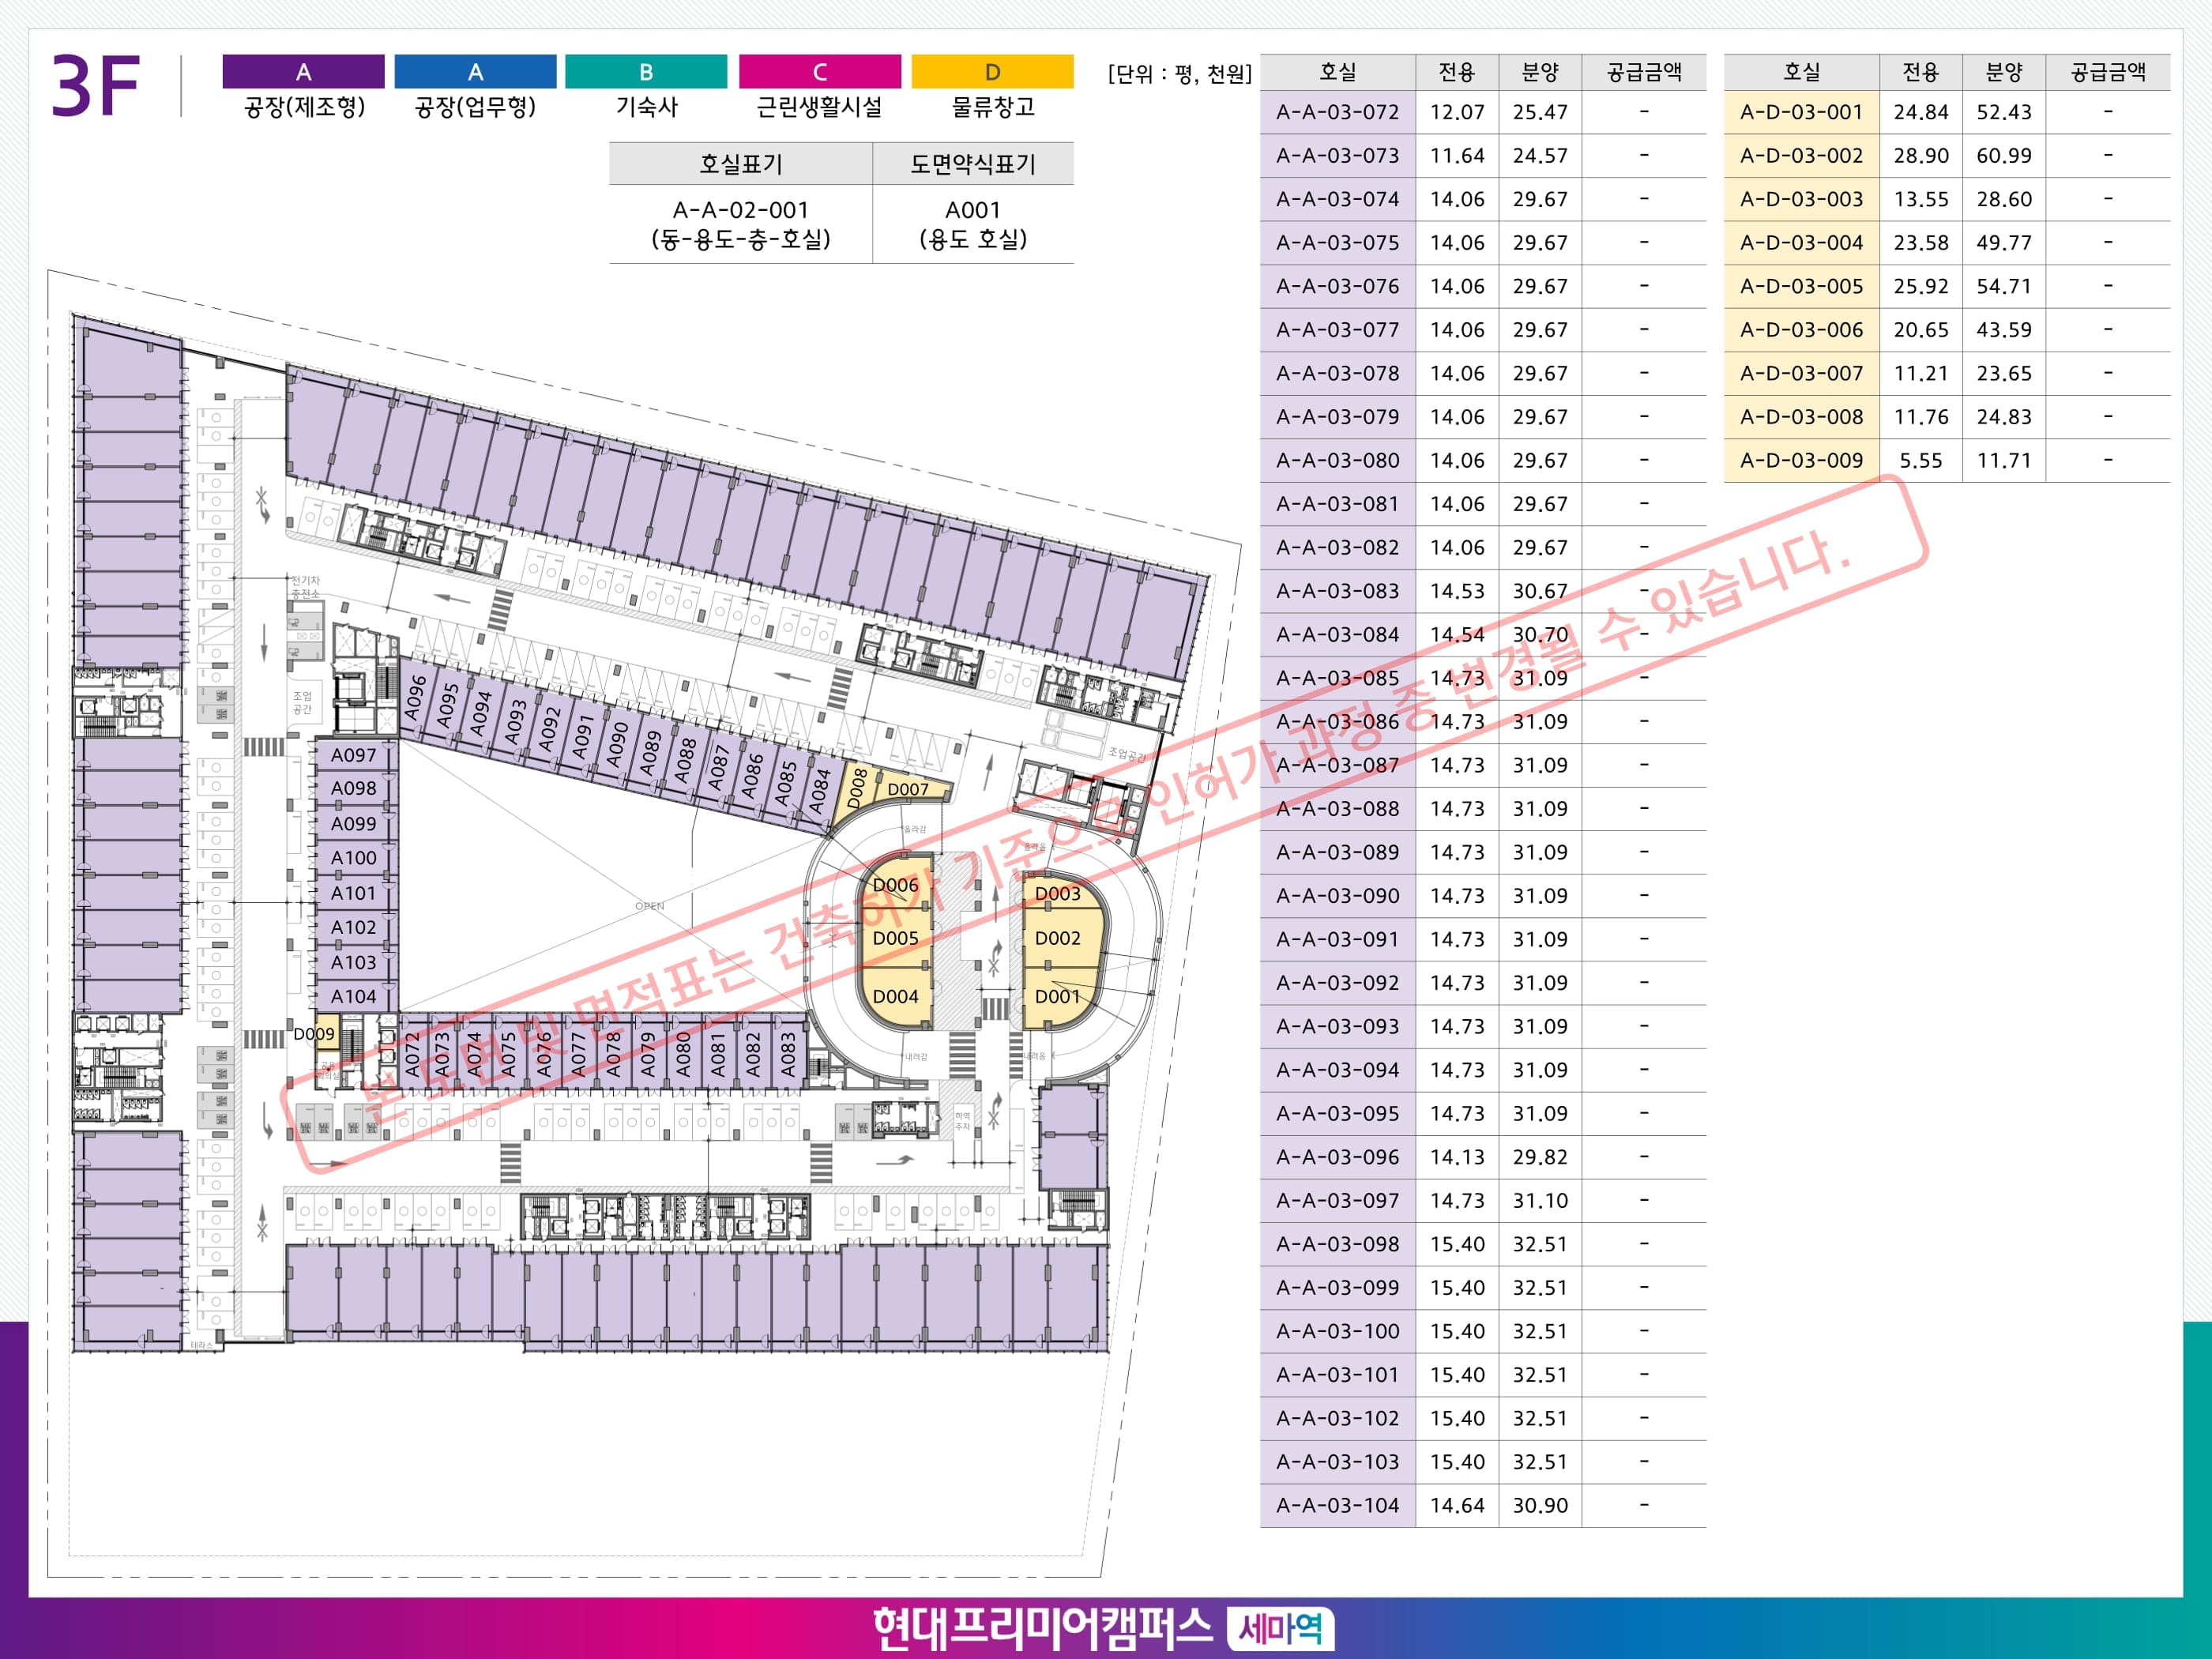 3F
A
공장(제조형)
A
공장(업무형)
B
기숙사
C
근린생활시설
D
물류창고
[단위 : 평, 천원]
호실표기 도면약식표기
A-A-02-001 A001
(동-용도-층-호실) (용도 호실)
호실 전용 분양 공급금액
A-A-03-072 12.07 25.47 -
A-A-03-073 11.64 24.57 -
A-A-03-074 14.06 29.67 -
A-A-03-075 14.06 29.67 -
A-A-03-076 14.06 29.67 -
A-A-03-077 14.06 29.67 -
A-A-03-078 14.06 29.67 -
A-A-03-079 14.06 29.67 -
A-A-03-080 14.06 29.67 -
A-A-03-081 14.06 29.67 -
A-A-03-082 14.06 29.67 -
A-A-03-083 14.53 30.67 -
A-A-03-084 14.54 30.70 -
A-A-03-085 14.73 31.09 -
A-A-03-086 14.73 31.09 -
A-A-03-087 14.73 31.09 -
A-A-03-088 14.73 31.09 -
A-A-03-089 14.73 31.09 -
A-A-03-090 14.73 31.09 -
A-A-03-091 14.73 31.09 -
A-A-03-092 14.73 31.09 -
A-A-03-093 14.73 31.09 -
A-A-03-094 14.73 31.09 -
A-A-03-095 14.73 31.09 -
A-A-03-096 14.13 29.82 -
A-A-03-097 14.73 31.10 -
A-A-03-098 15.40 32.51 -
A-A-03-099 15.40 32.51 -
A-A-03-100 15.40 32.51 -
A-A-03-101 15.40 32.51 -
A-A-03-102 15.40 32.51 -
A-A-03-103 15.40 32.51 -
A-A-03-104 14.64 30.90 -
호실 전용 분양 공급금액
A-D-03-001 24.84 52.43 -
A-D-03-002 28.90 60.99 -
A-D-03-003 13.55 28.60 -
A-D-03-004 23.58 49.77 -
A-D-03-005 25.92 54.71 -
A-D-03-006 20.65 43.59 -
A-D-03-007 11.21 23.65 -
A-D-03-008 11.76 24.83 -
A-D-03-009 5.55 11.71 -
전기차
충전소
조업
공간
A096
A095
A094
A093
A092
A091
A090
A089
A088
A087
A086
A085
A084
D008
D007
조업공간
A097
A098
A099
A100
A101
A102
A103
A104
OPEN
올라감
올라옴
D006
D005
D004
D003
D002
D001
내려감
내려옴
D009
A072
A073
A074
A075
A076
A077
A078
A079
A080
A081
A082
A083
하역
주차
테라스
본 도면 및 면적표는 건축허가 기준으로 인허가 과정 중 변경될 수 있습니다.
현대프리미어캠퍼스 세마역